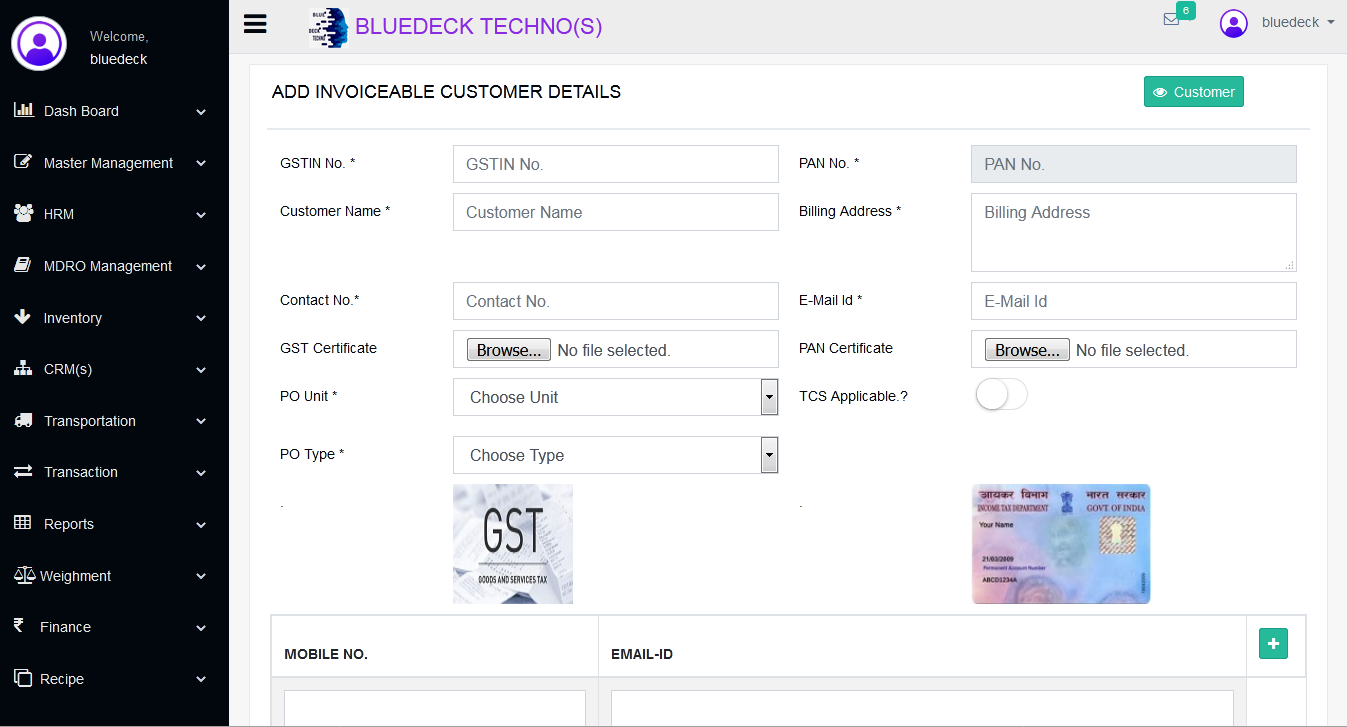 Welcome,
bluedeck
Dash Board
Master Management
HRM
MDRO Management
Inventory
CRM(s)
Transportation
Transaction
Reports
Weighment
Finance
Recipe
BLUE
DECK
TECHNO
BLUEDECK TECHNO(S)
6
bluedeck
ADD INVOICEABLE CUSTOMER DETAILS
Customer
GSTIN No. *
GSTIN No.
PAN No. *
PAN No.
Customer Name *
Customer Name
Billing Address *
Billing Address
Contact No.*
Contact No.
E-Mail Id *
E-Mail Id
GST Certificate
Browse... No file selected.
PAN Certificate
Browse... No file selected.
PO Unit *
Choose Unit
TCS Applicable.?
PO Type *
Choose Type
.
GST
GOODS AND SERVICES TAX
.
आयकर विभाग
भारत सरकार
INCOME TAX DEPARTMENT
GOVT OF INDIA
Your Name
21/03/2009
Permanent Account Number
ABCD1234A
MOBILE NO.
EMAIL-ID